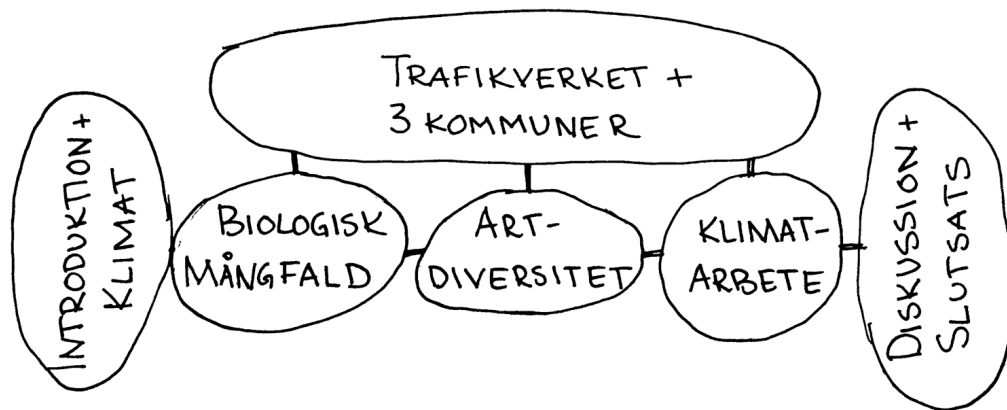 TRAFIKVERKET +
3 KOMMUNER
INTRODUKTION +
KLIMAT
BIOLOGISK
MÅNGFALD
ART-
DIVERSITET
KLIMAT-
ARBETE
DISKUSSION +
SLUTSATS